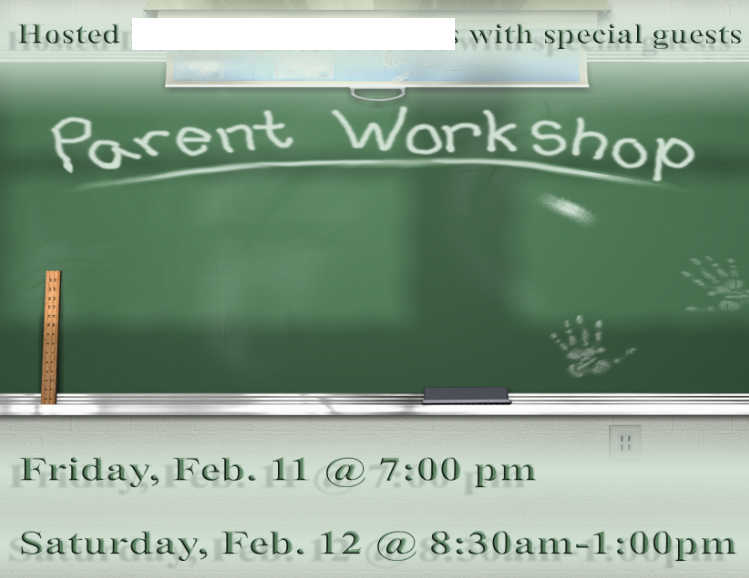 Hosted with special guests
Parent Workshop
Friday, Feb. 11 @ 7:00 pm
Saturday, Feb. 12 @ 8:30am-1:00pm